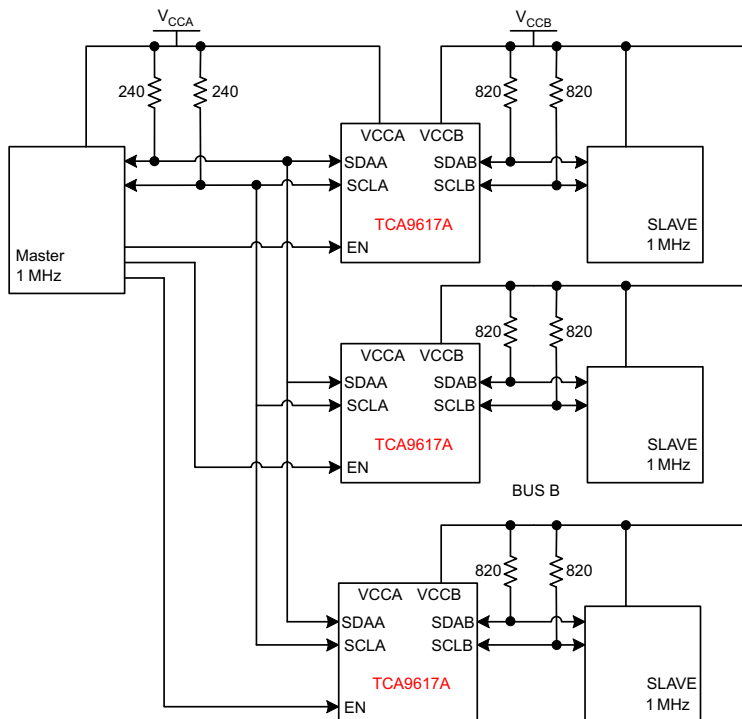 VCCA
VCCB
240
240
820
820
VCCA VCCB
SDAA SDAB
SCLA SCLB
TCA9617A
EN
Master
1 MHz
SLAVE
1 MHz
820
820
VCCA VCCB
SDAA SDAB
SCLA SCLB
TCA9617A
EN
SLAVE
1 MHz
BUS B
820
820
VCCA VCCB
SDAA SDAB
SCLA SCLB
TCA9617A
EN
SLAVE
1 MHz